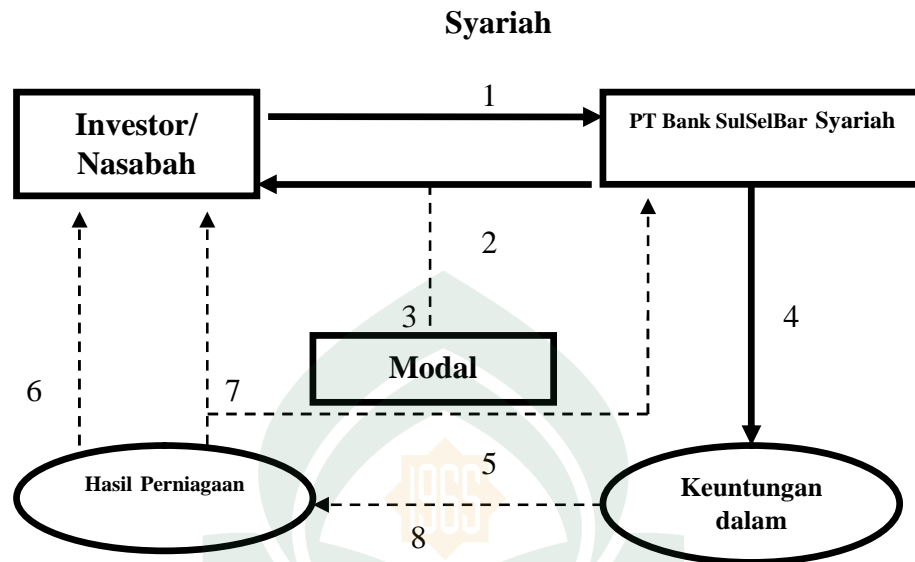 Syariah
1
Investor/
Nasabah
PT Bank SulSelBar Syariah
2
3
4
Modal
6
7
5
Hasil Perniagaan
1965
Keuntungan
dalam
8